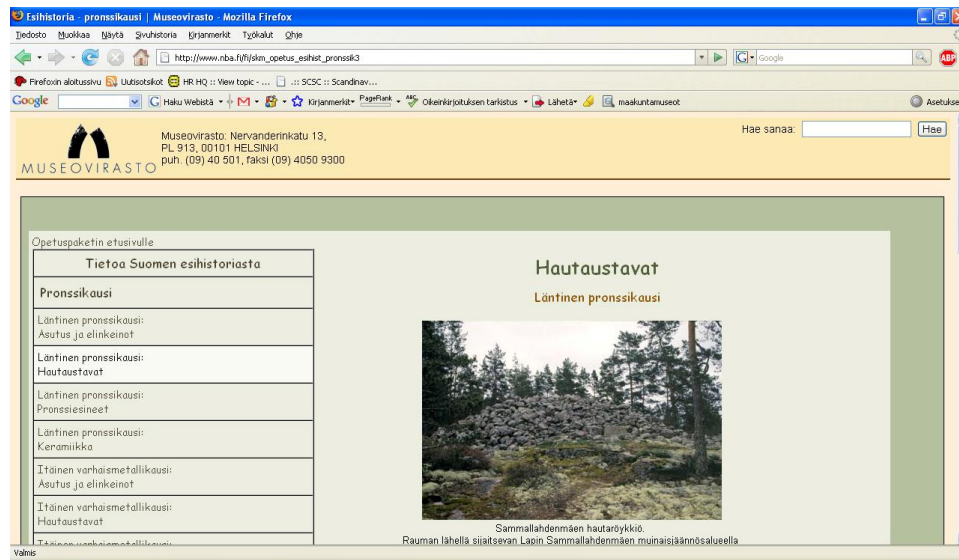 Esihistoria - pronssikausi | Museovirasto - Mozilla Firefox
Tiedosto Muokkaa Näytä Sivuhistoria Kirjanmerkit Työkalut Ohje
http://www.nba.fi/fi/skm_opetus_esihist_pronssik3
Google
ABP
Firefoxin aloitussivu Uutisotsikot HR HQ :: View topic - ... .:: SCSC :: Scandinav...
Google Haku Webistä Kirjanmerkit PageRank Oikeinkirjoituksen tarkistus Lähetä maakuntamuseot Asetukse
MUSEOVIRASTO
Museovirasto: Nervanderinkatu 13,
PL 913, 00101 HELSINKI
puh. (09) 40 501, faksi (09) 4050 9300
Hae sanaa: Hae
Opetuspaketin etusivulle
Tietoa Suomen esihistoriasta
Pronssikausi
Läntinen pronssikausi:
Asutus ja elinkeinot
Läntinen pronssikausi:
Hautaustavat
Läntinen pronssikausi:
Pronssiesineet
Läntinen pronssikausi:
Keramiikka
Itäinen varhaismetallikausi:
Asutus ja elinkeinot
Itäinen varhaismetallikausi:
Hautaustavat
Itäinen varhaismetallikausi:
Hautaustavat
Läntinen pronssikausi
Sammallahdenmäen hautaröykkiö.
Rauman lähellä sijaitsevan Lapin Sammallahdenmäen muinaisjäännösalueella
Valmis